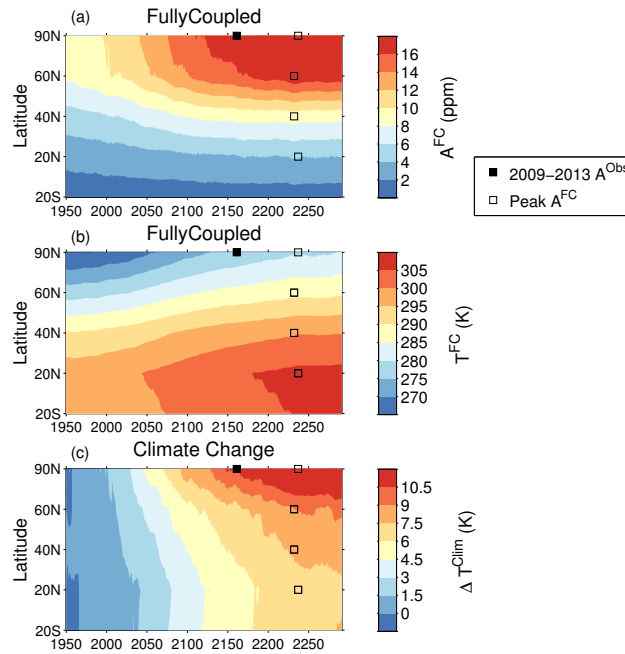 (a) FullyCoupled
90N
60N
40N
20N
20S
Latitude
1950 2000 2050 2100 2150 2200 2250
16
14
12
10
8
6
4
2
A^FC (ppm)
■ 2009−2013 A^Obs
□ Peak A^FC
(b) FullyCoupled
90N
60N
40N
20N
20S
Latitude
1950 2000 2050 2100 2150 2200 2250
305
300
295
290
285
280
275
270
T^FC (K)
(c) Climate Change
90N
60N
40N
20N
20S
Latitude
1950 2000 2050 2100 2150 2200 2250
10.5
9
7.5
6
4.5
3
1.5
0
Δ T^Clim (K)